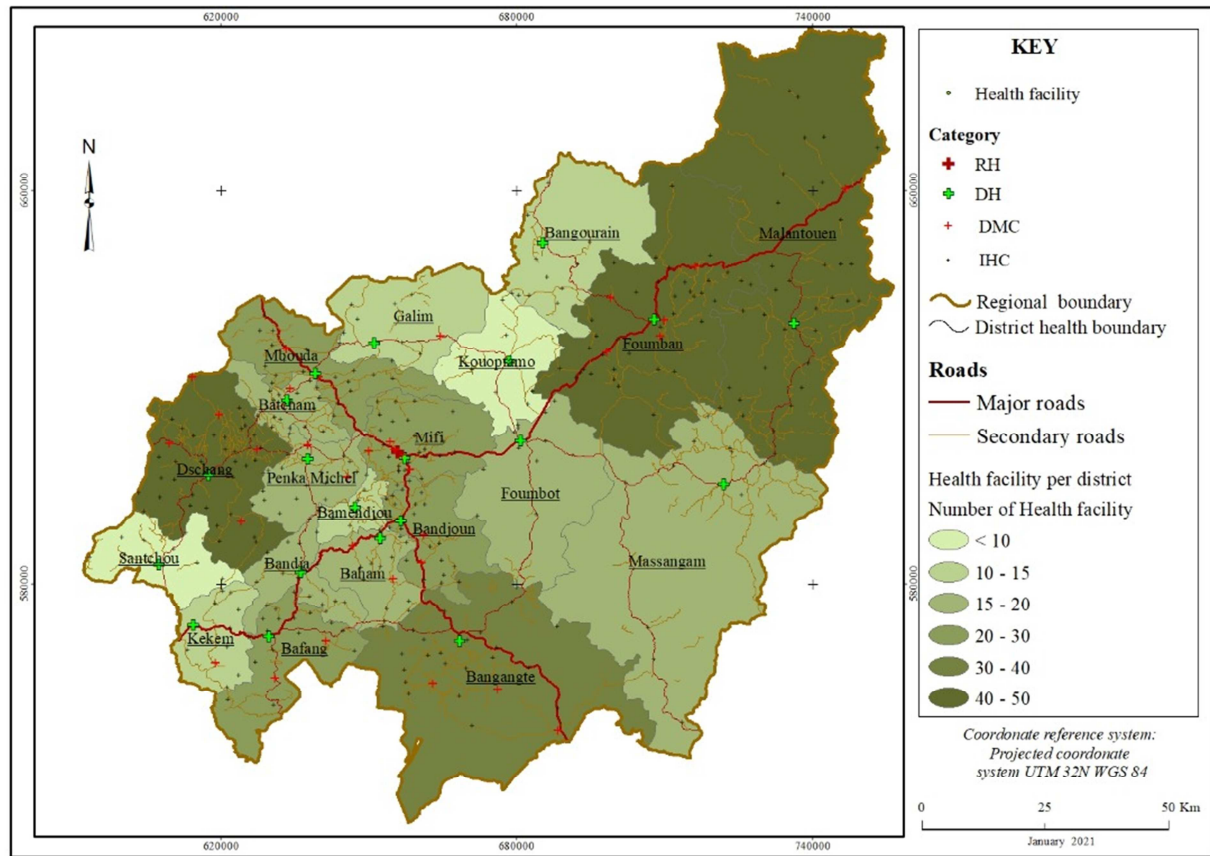 620000 680000 740000
660000 660000
580000 580000
620000 680000 740000
N
Bangourain
Malantouen
Galim
Foumban
Mbouda
Kouoptamo
Batcham
Mifi
Dschang
Penka Michel
Foumbot
Bamendjou
Bandjoun
Santchou
Bandja
Baham
Massangam
Kekem
Bafang
Bangangte
KEY
Health facility
Category
RH
DH
DMC
IHC
Regional boundary
District health boundary
Roads
Major roads
Secondary roads
Health facility per district
Number of Health facility
< 10
10 - 15
15 - 20
20 - 30
30 - 40
40 - 50
Coordonate reference system:
Projected coordonate
system UTM 32N WGS 84
0 25 50 Km
January 2021